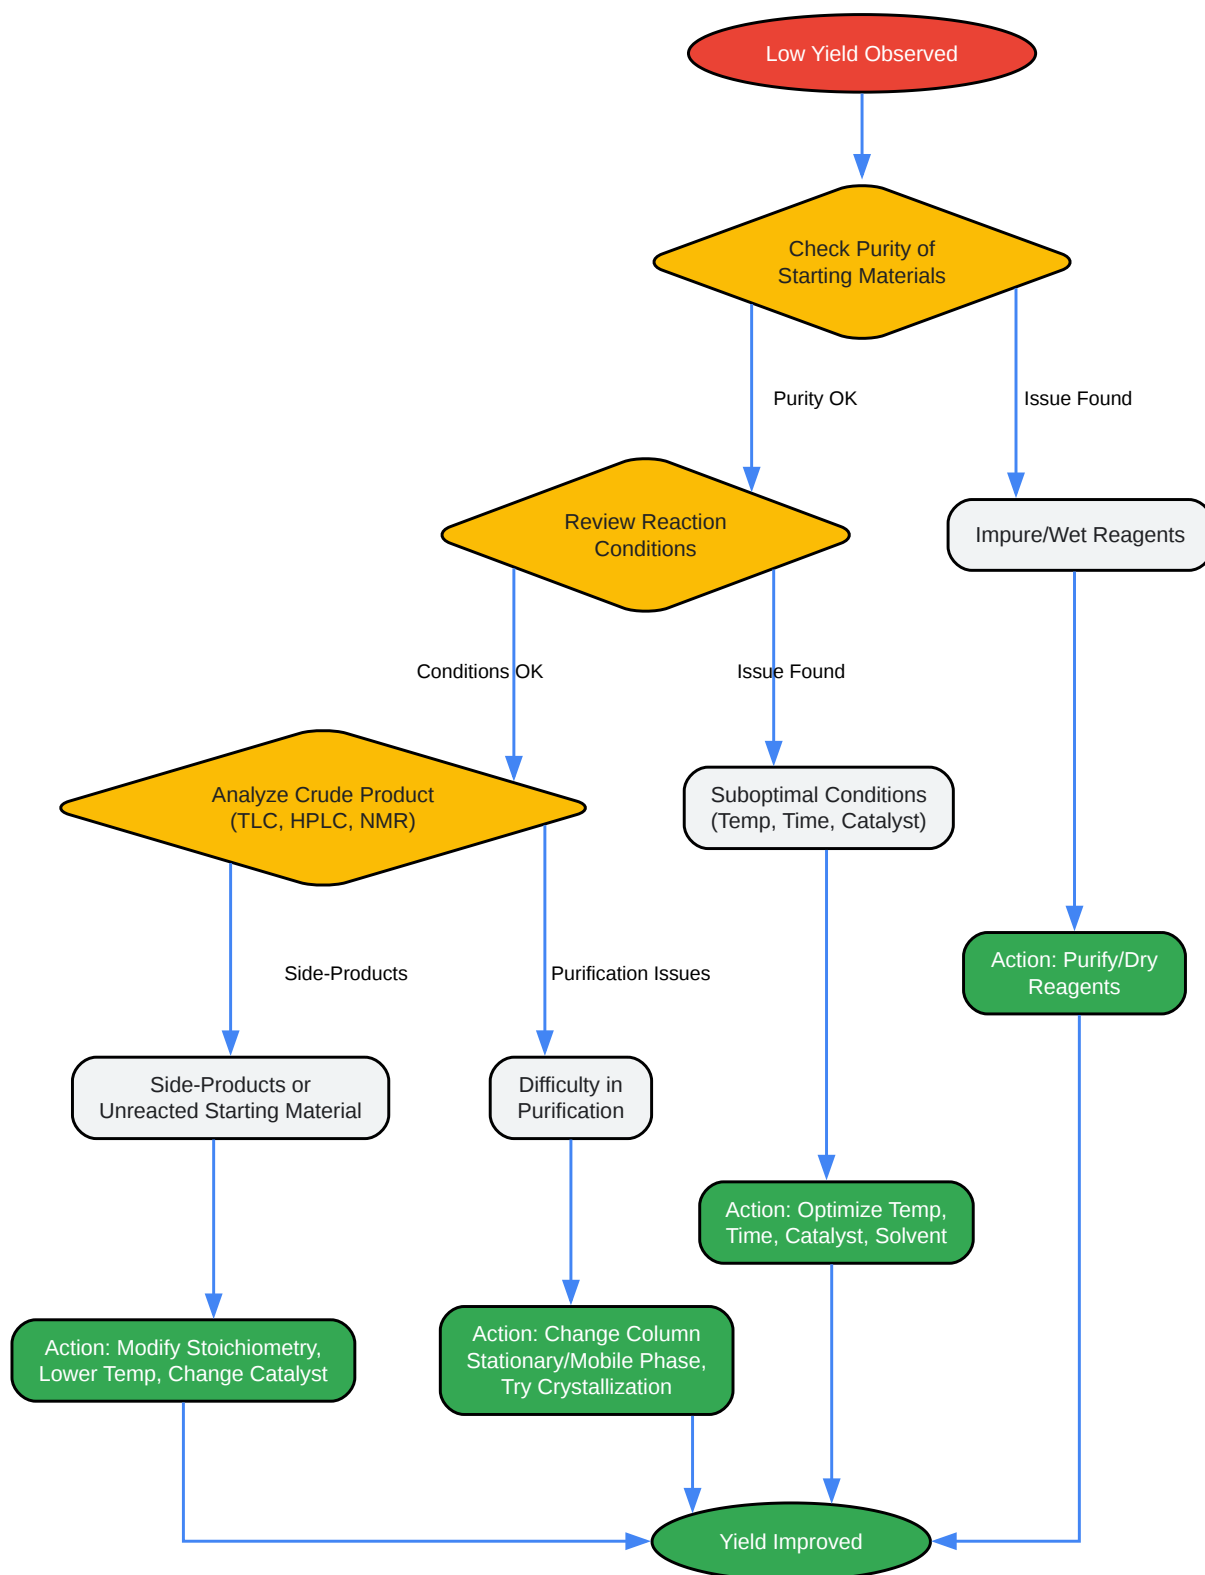 Low Yield Observed
Check Purity of
Starting Materials
Purity OK
Issue Found
Review Reaction
Conditions
Impure/Wet Reagents
Conditions OK
Issue Found
Analyze Crude Product
(TLC, HPLC, NMR)
Suboptimal Conditions
(Temp, Time, Catalyst)
Side-Products
Purification Issues
Action: Purify/Dry
Reagents
Side-Products or
Unreacted Starting Material
Difficulty in
Purification
Action: Optimize Temp,
Time, Catalyst, Solvent
Action: Modify Stoichiometry,
Lower Temp, Change Catalyst
Action: Change Column
Stationary/Mobile Phase,
Try Crystallization
Yield Improved